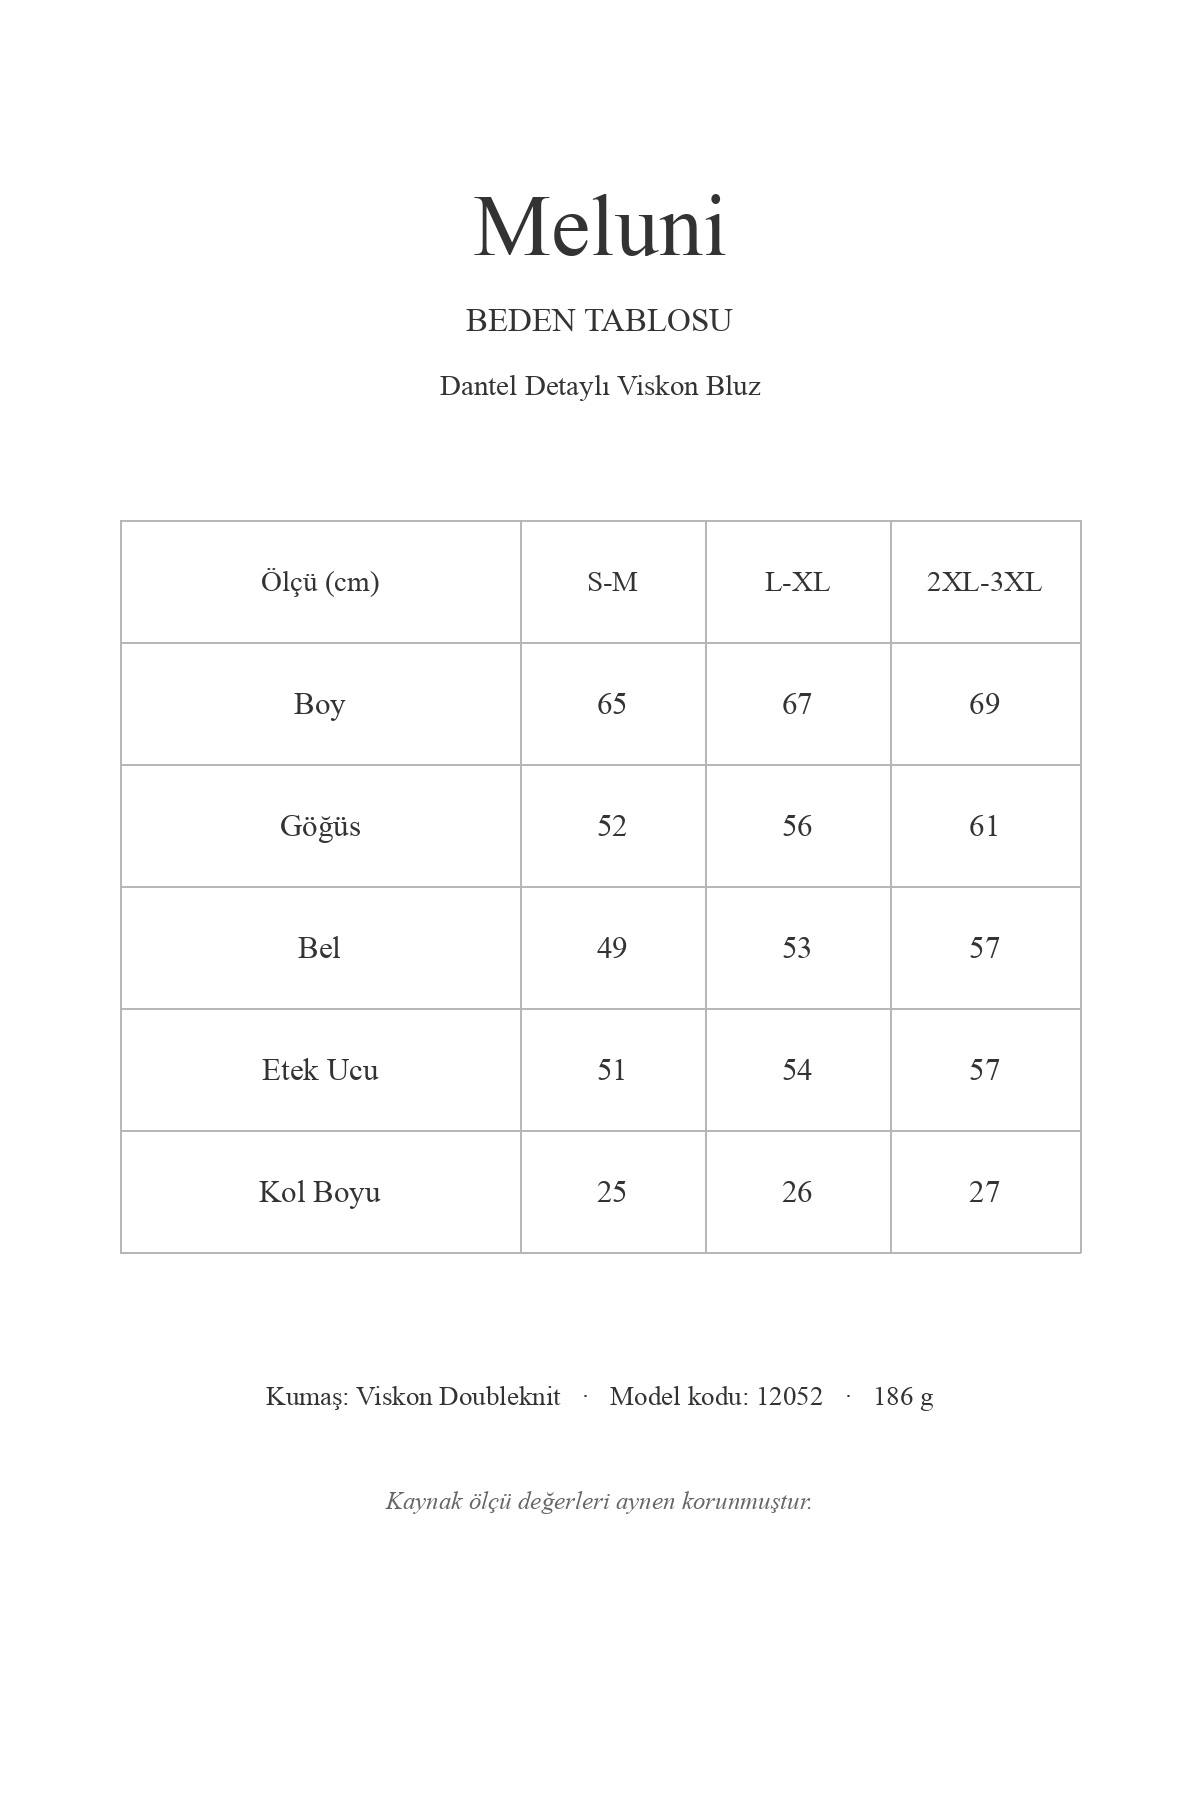 Meluni
BEDEN TABLOSU
Dantel Detaylı Viskon Bluz
Ölçü (cm) S-M L-XL 2XL-3XL
Boy 65 67 69
Göğüs 52 56 61
Bel 49 53 57
Etek Ucu 51 54 57
Kol Boyu 25 26 27
Kumaş: Viskon Doubleknit · Model kodu: 12052 · 186 g
Kaynak ölçü değerleri aynen korunmuştur.